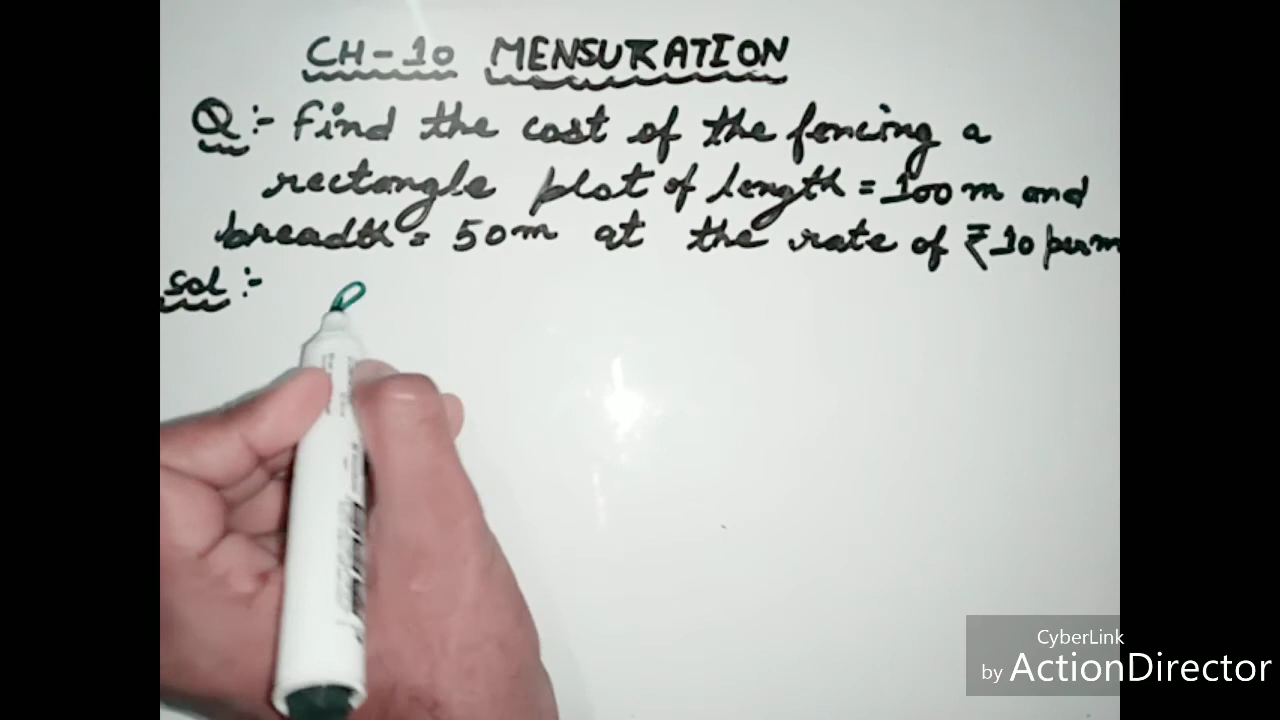 CH-10 MENSURATION
Q:- Find the cost of the fencing a
rectangle plot of length = 100 m and
breadth = 50m at the rate of ₹10 per m
Sol :-
CyberLink
by ActionDirector